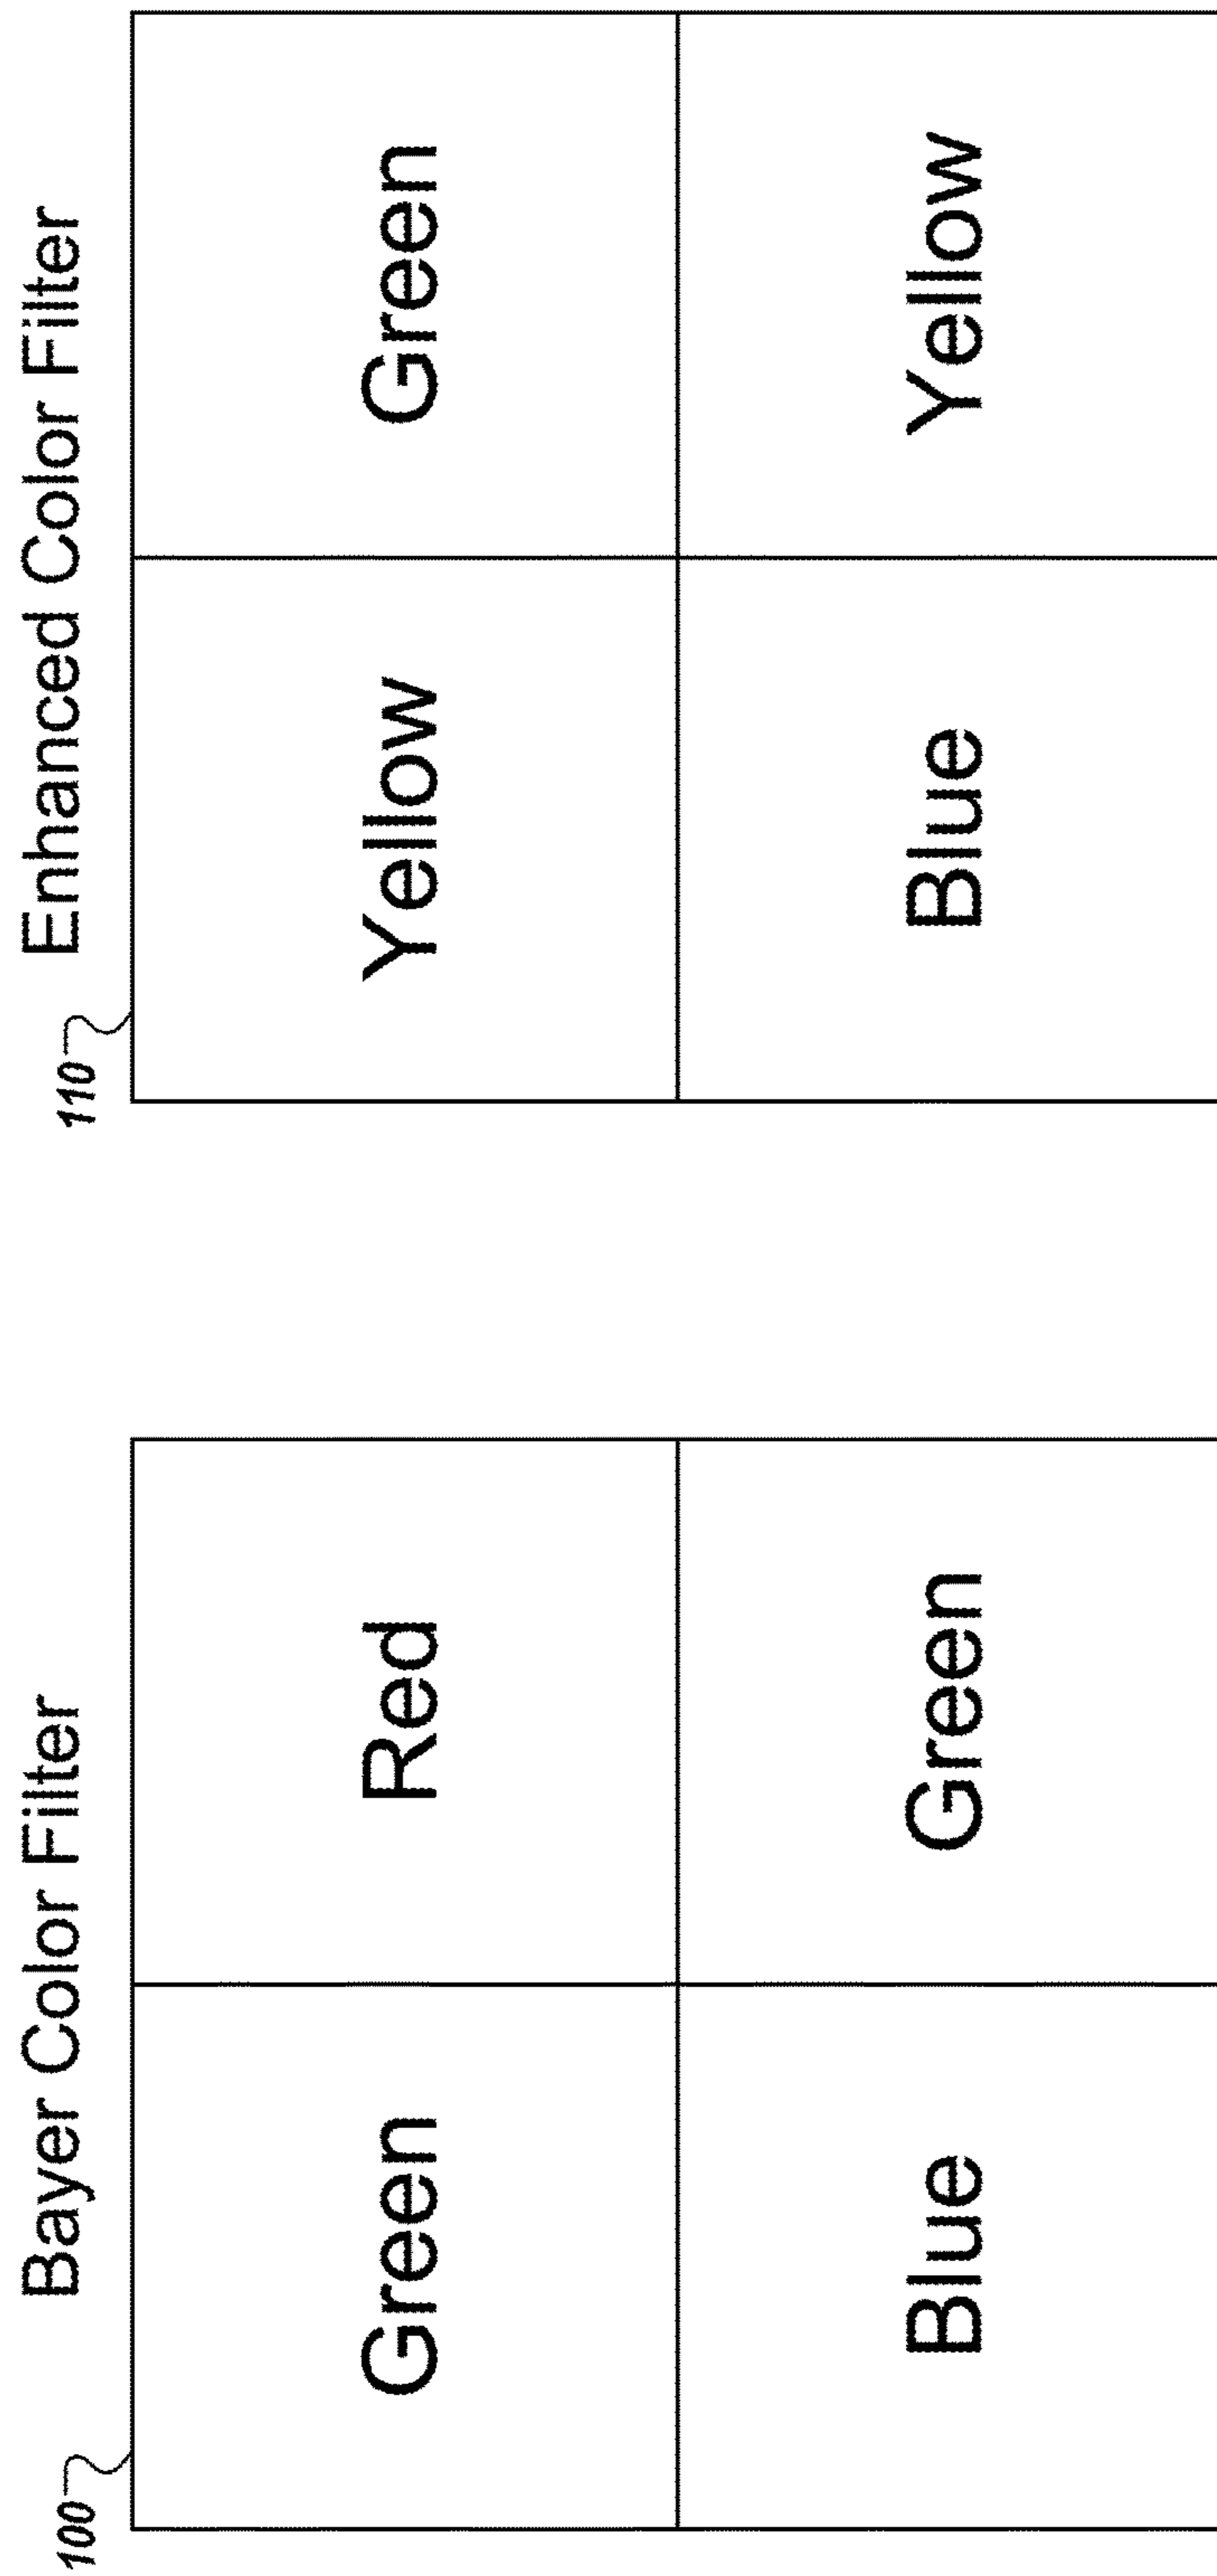 Bayer Color Filter
100
Green Red
Blue Green
Enhanced Color Filter
110
Yellow Green
Blue Yellow